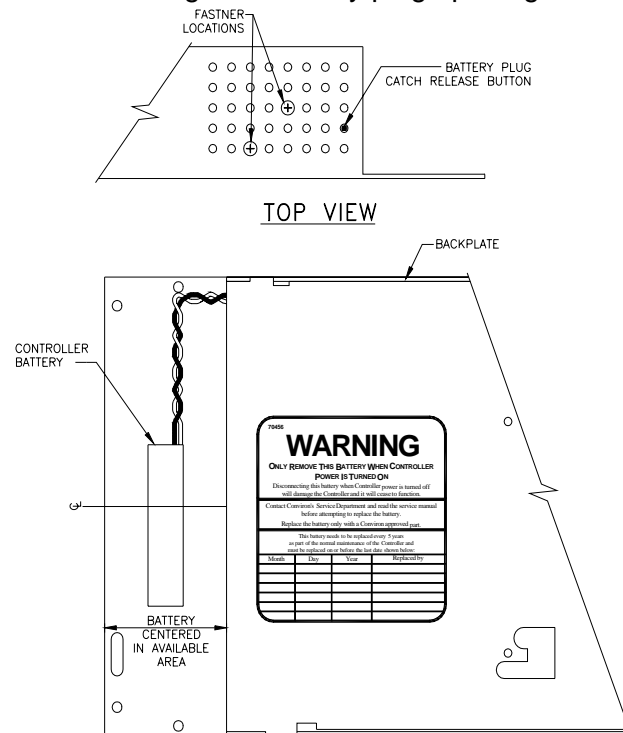 FASTNER
LOCATIONS
BATTERY PLUG
CATCH RELEASE BUTTON
TOP VIEW
BACKPLATE
CONTROLLER
BATTERY
70456
WARNING
ONLY REMOVE THIS BATTERY WHEN CONTROLLER
POWER IS TURNED ON
Disconnecting this battery when Controller power is turned off
will damage the Controller and it will cease to function.
Contact Conviron's Service Department and read the service manual
before attempting to replace the battery.
Replace the battery only with a Conviron approved part.
This battery needs to be replaced every 5 years
as part of the normal maintenance of the Controller and
must be replaced on or before the last date shown below:
Month Day Year Replaced by
BATTERY
CENTERED
IN AVAILABLE
AREA